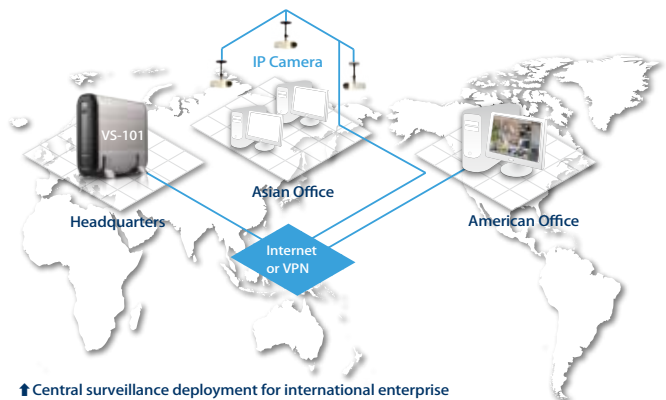 IP Camera
VS-101
Asian Office
Headquarters
American Office
Internet
or VPN
⬆ Central surveillance deployment for international enterprise